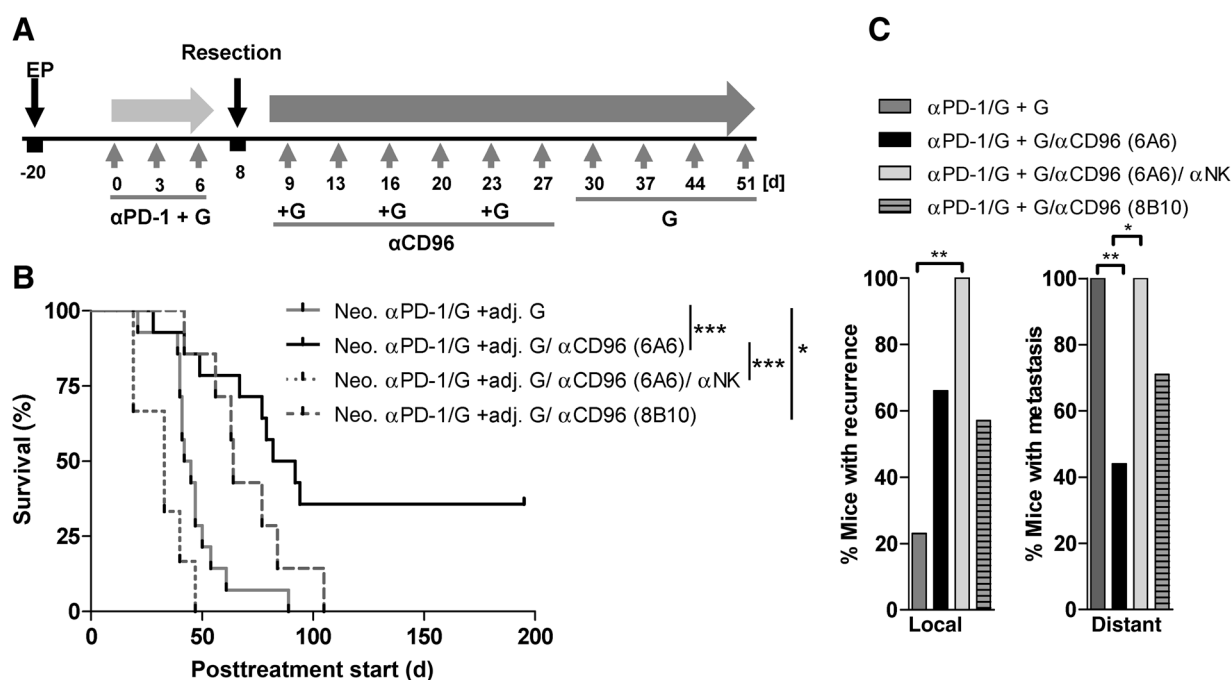 A
EP
Resection
-20
0 3 6 8 9 13 16 20 23 27 30 37 44 51 [d]
αPD-1 + G
+G +G +G
αCD96
G
B
Survival (%)
100
75
50
25
0
0 50 100 150 200
Posttreatment start (d)
Neo. αPD-1/G +adj. G
Neo. αPD-1/G +adj. G/ αCD96 (6A6)
Neo. αPD-1/G +adj. G/ αCD96 (6A6)/ αNK
Neo. αPD-1/G +adj. G/ αCD96 (8B10)
***
***
*
C
αPD-1/G + G
αPD-1/G + G/αCD96 (6A6)
αPD-1/G + G/αCD96 (6A6)/ αNK
αPD-1/G + G/αCD96 (8B10)
% Mice with recurrence
100
80
60
40
20
0
**
Local
% Mice with metastasis
100
80
60
40
20
0
**
*
Distant